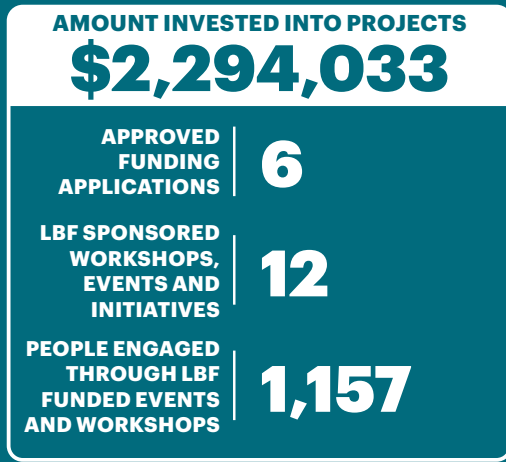 AMOUNT INVESTED INTO PROJECTS
$2,294,033
APPROVED
FUNDING
APPLICATIONS
6
LBF SPONSORED
WORKSHOPS,
EVENTS AND
INITIATIVES
12
PEOPLE ENGAGED
THROUGH LBF
FUNDED EVENTS
AND WORKSHOPS
1,157